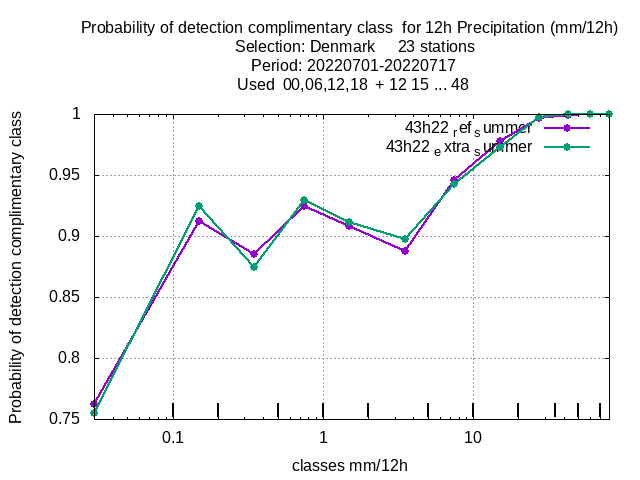 Probability of detection complimentary class for 12h Precipitation (mm/12h)
Selection: Denmark 23 stations
Period: 20220701-20220717
Used 00,06,12,18 + 12 15 ... 48
Probability of detection complimentary class
1
0.95
0.9
0.85
0.8
0.75
43h22 ref summer
43h22 extra summer
0.1
1
10
classes mm/12h